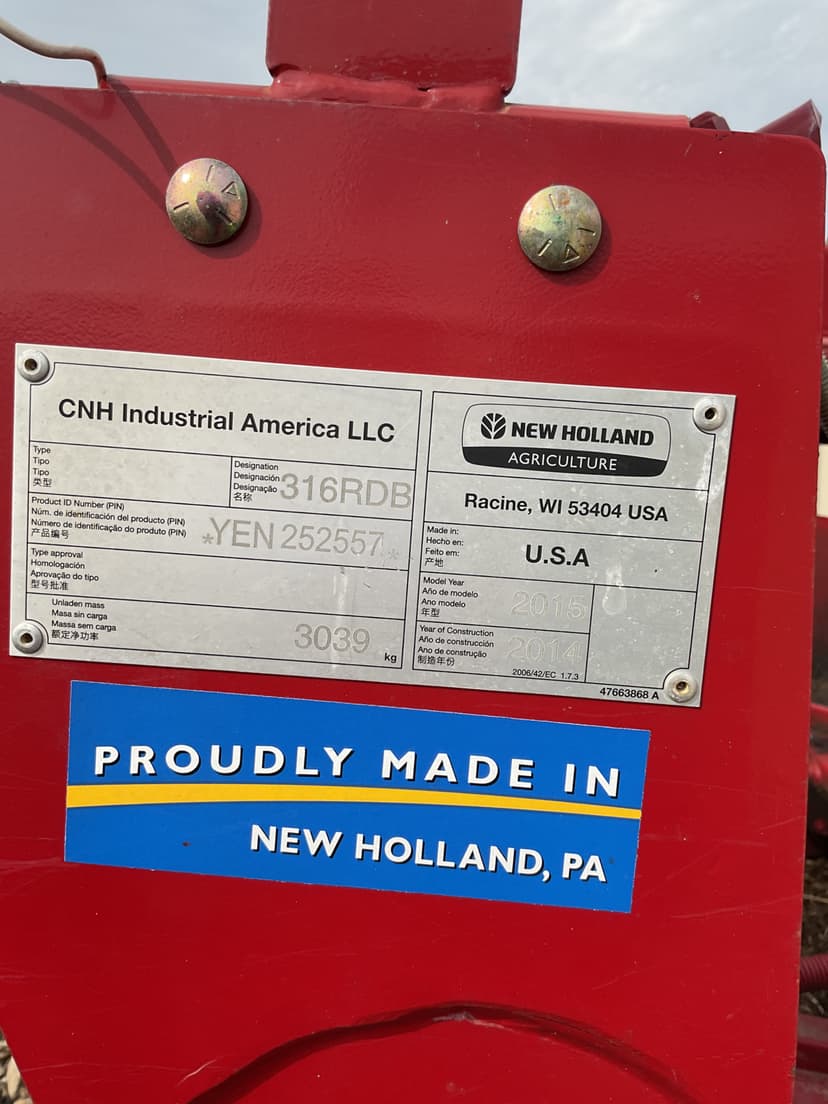 CNH Industrial America LLC
Type
Tipo
Tipo
类型
Designation
Designación
Designação
名称
316RDB
Product ID Number (PIN)
Núm. de identificación del producto (PIN)
Número de identificação do produto (PIN)
产品编号
*YEN 252557*
Type approval
Homologación
Aprovação do tipo
型号批准
Unladen mass
Masa sin carga
Massa sem carga
额定净功率
3039
kg
NEW HOLLAND
AGRICULTURE
Racine, WI 53404 USA
Made in:
Hecho en:
Feito em:
产地
U.S.A
Model Year
Año de modelo
Ano modelo
年型
2015
Year of Construction
Año de construcción
Ano de construção
制造年份
2014
2006/42/EC 1.7.3
47663868 A
PROUDLY MADE IN
NEW HOLLAND, PA